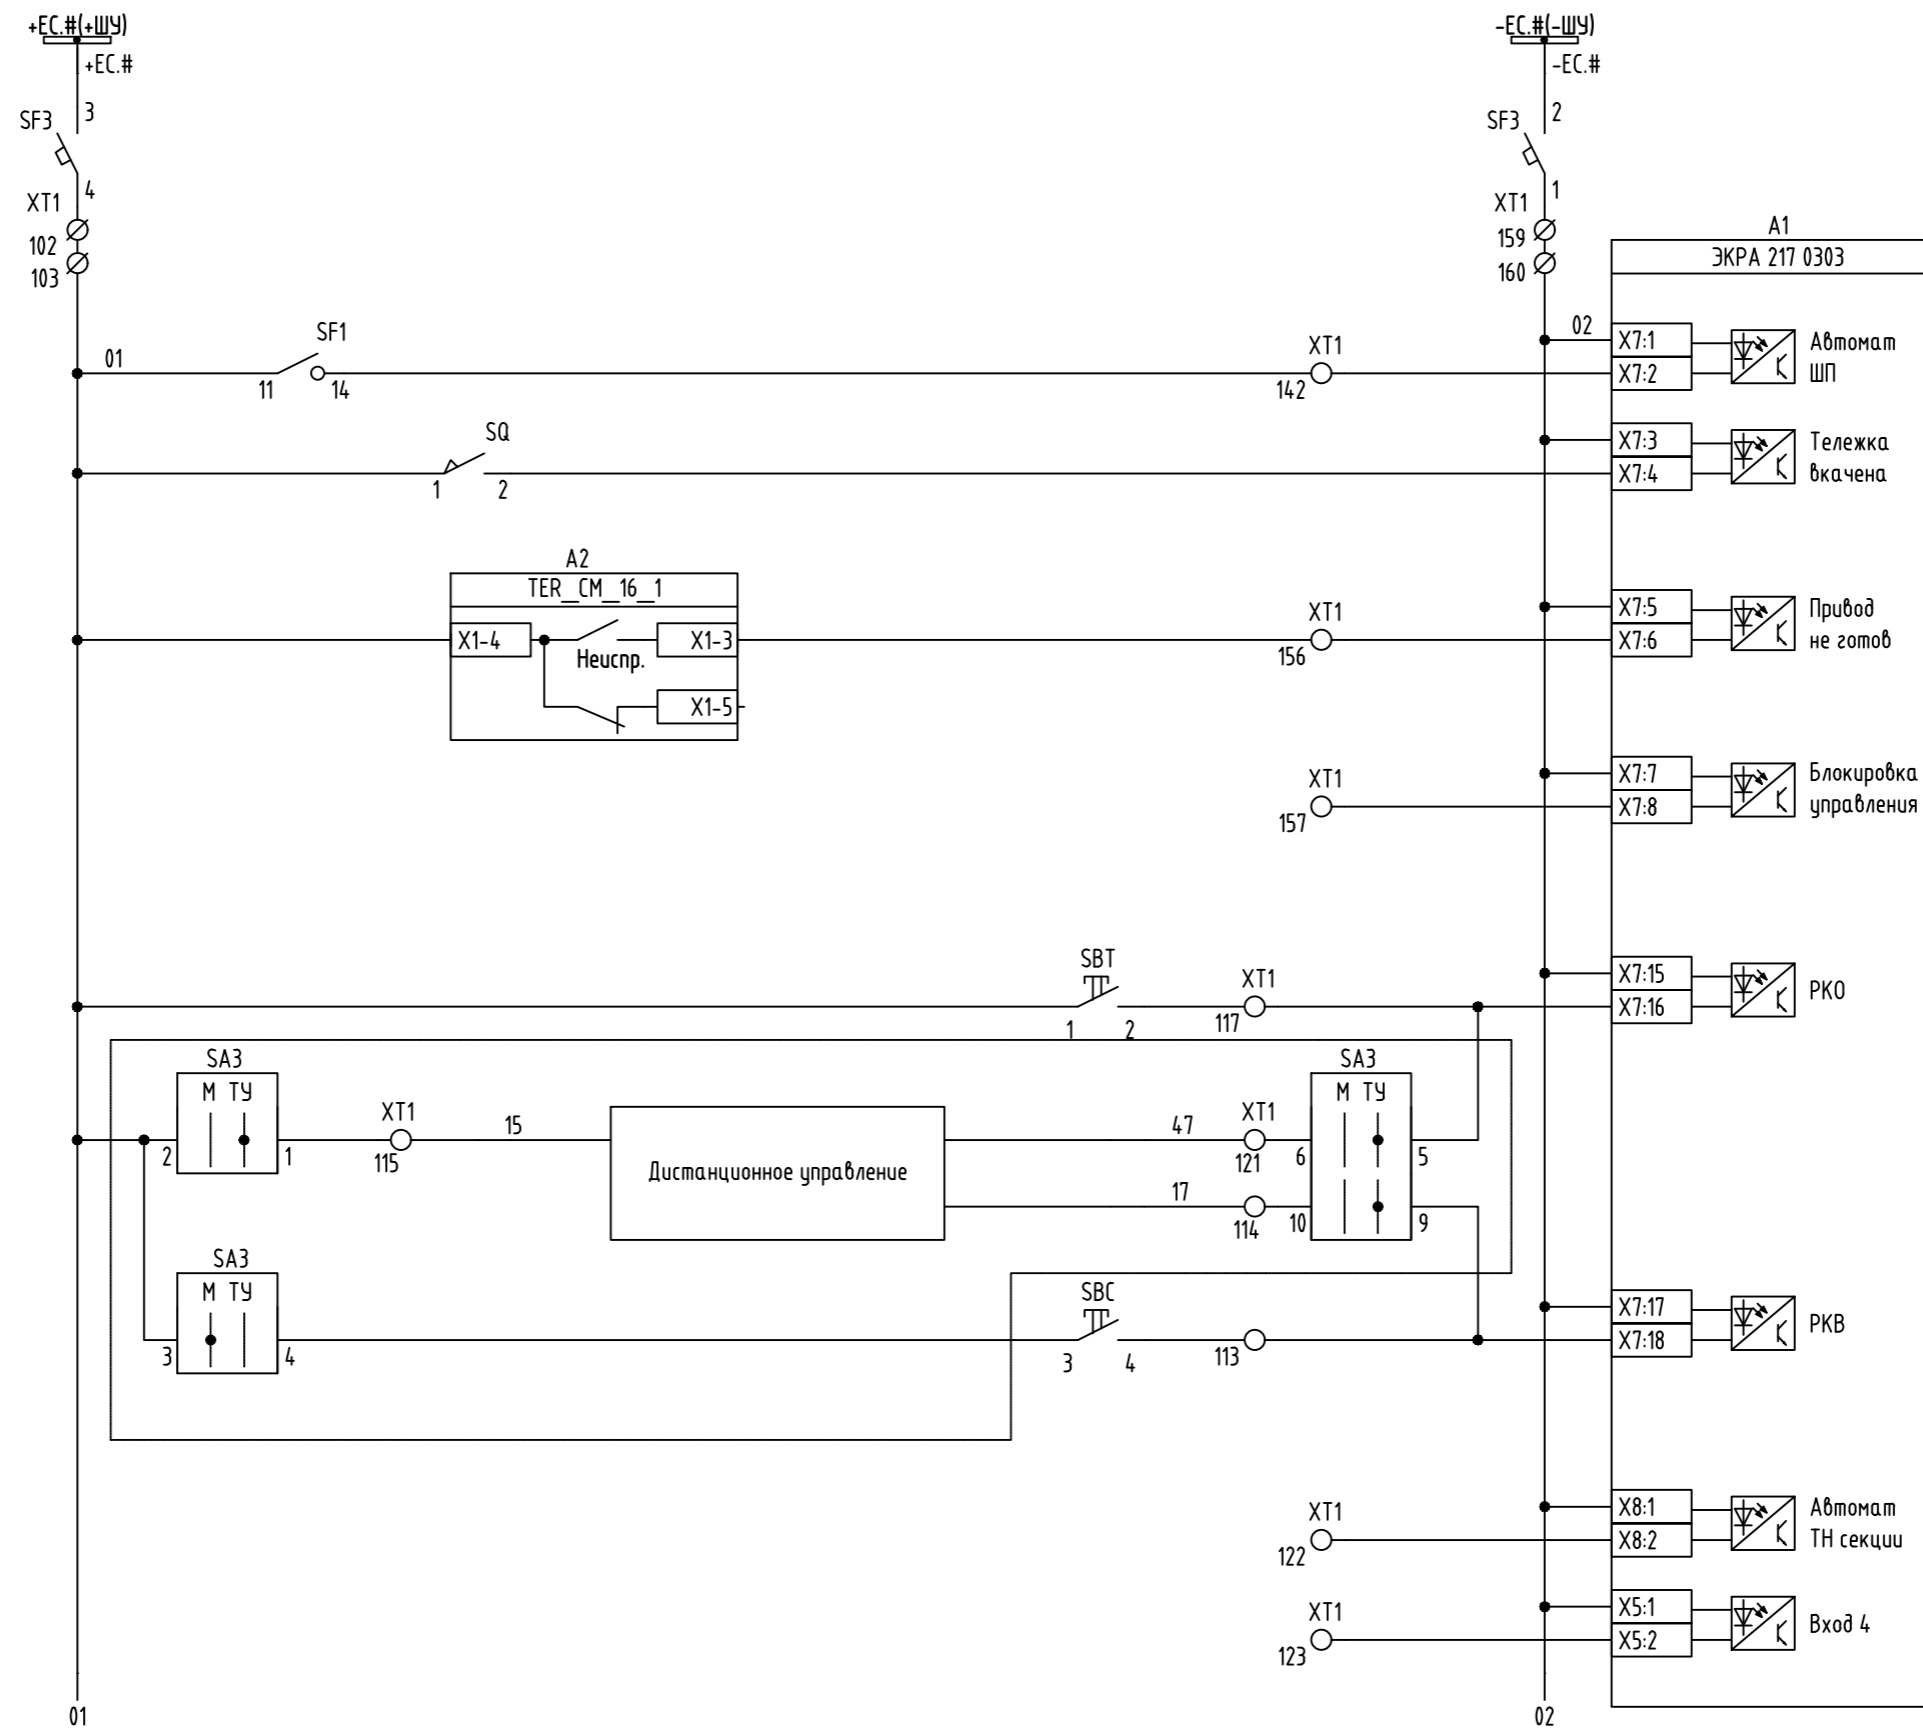 +EC.#(+ШУ)
-EC.#(-ШУ)
+EC.#
-EC.#
3
2
SF3
SF3
4
1
XT1
XT1
102
159
103
160
A1
ЭКРА 217 0303
01
SF1
11
14
XT1
142
02
X7:1
X7:2
Автомат
ШП
SQ
1
2
X7:3
X7:4
Тележка
вкачена
A2
TER_CM_16_1
X1-4
Неиспр.
X1-3
X1-5
XT1
156
X7:5
X7:6
Привод
не готов
XT1
157
X7:7
X7:8
Блокировка
управления
SBT
1
2
XT1
117
X7:15
X7:16
РКО
SA3
М ТУ
2
1
XT1
115
15
Дистанционное управление
47
XT1
121
17
114
SA3
М ТУ
6
5
10
9
SA3
М ТУ
3
4
SBC
3
4
113
X7:17
X7:18
РКВ
XT1
122
X8:1
X8:2
Автомат
ТН секции
XT1
123
X5:1
X5:2
Вход 4
01
02